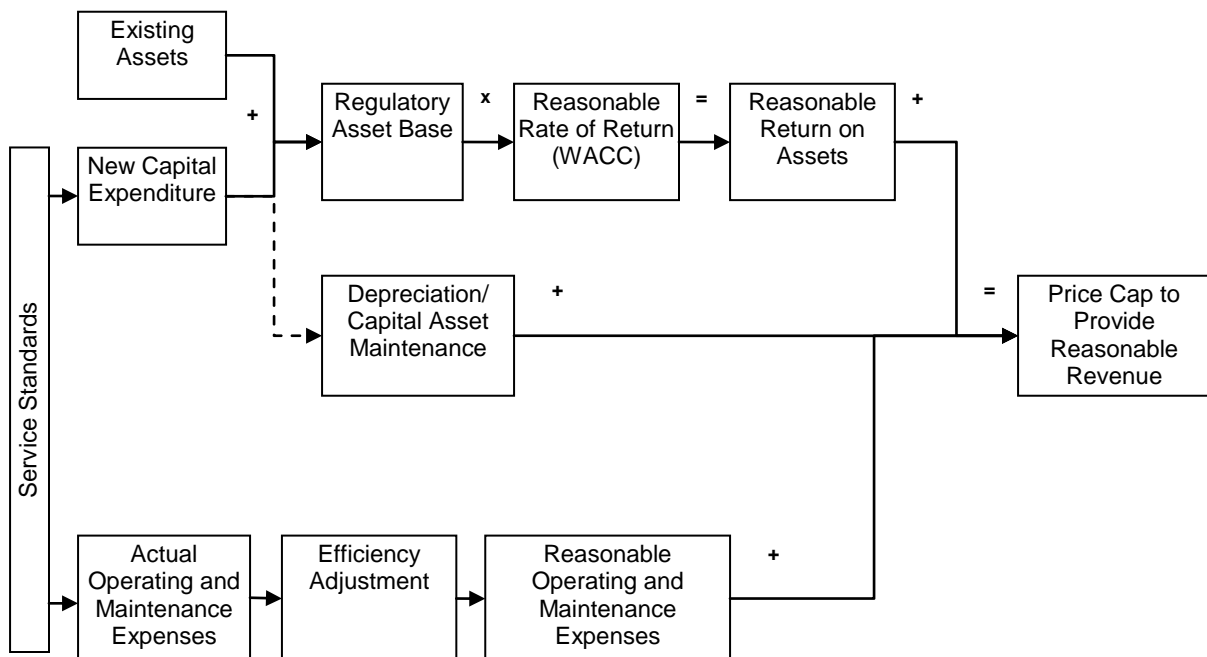 Existing
Assets
+
New Capital
Expenditure
Regulatory
Asset Base
x
Reasonable
Rate of Return
(WACC)
=
Reasonable
Return on
Assets
+
Depreciation/
Capital Asset
Maintenance
+
=
Price Cap to
Provide
Reasonable
Revenue
Service Standards
Actual
Operating and
Maintenance
Expenses
Efficiency
Adjustment
Reasonable
Operating and
Maintenance
Expenses
+